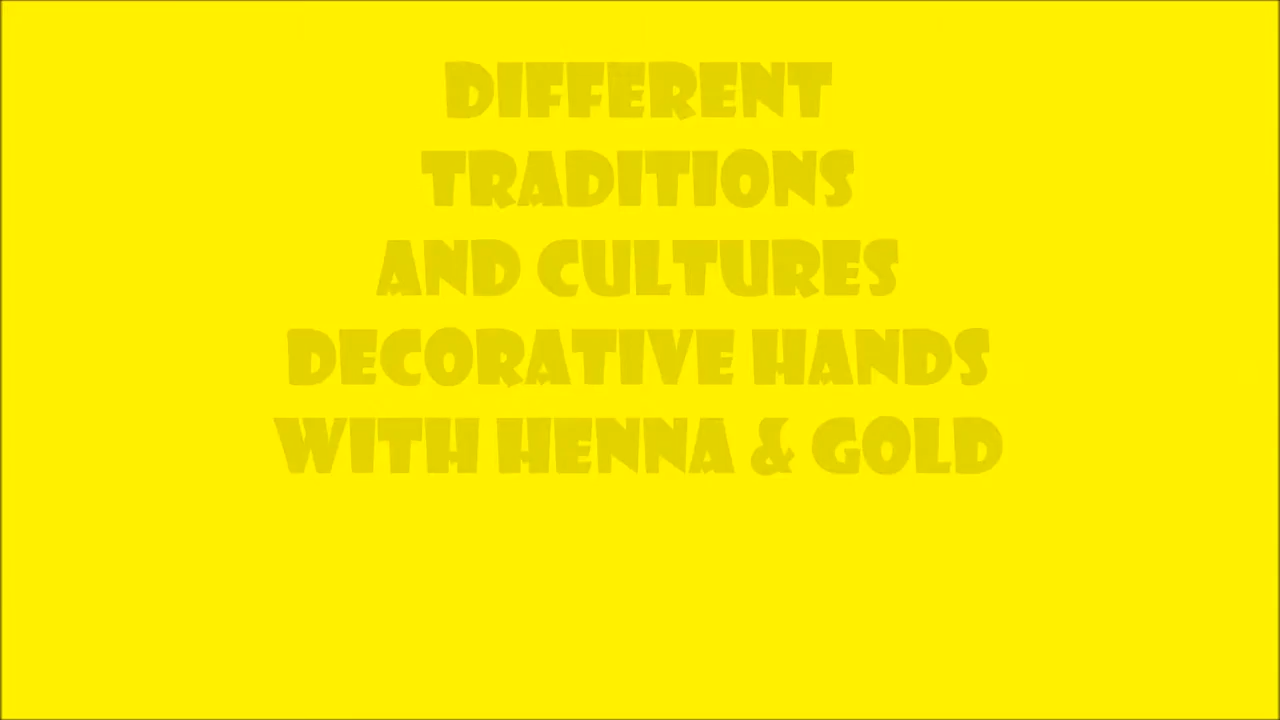 DIFFERENT
TRADITIONS
AND CULTURES
DECORATIVE HANDS
WITH HENNA & GOLD